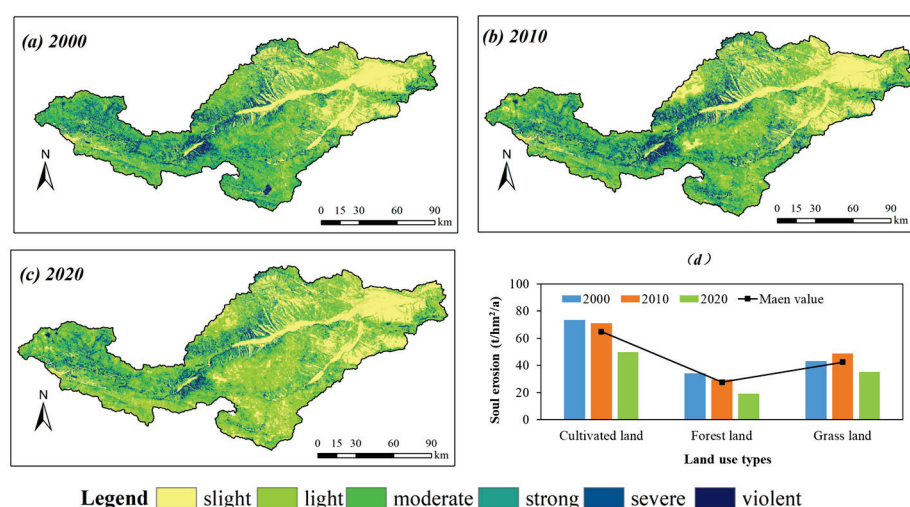 (a) 2000
N
0 15 30 60 90
km
(b) 2010
N
0 15 30 60 90
km
(c) 2020
N
0 15 30 60 90
km
(d)
2000 2010 2020 Maen value
Soul erosion (t/hm²/a)
100
80
60
40
20
0
Cultivated land Forest land Grass land
Land use types
Legend slight light moderate strong severe violent